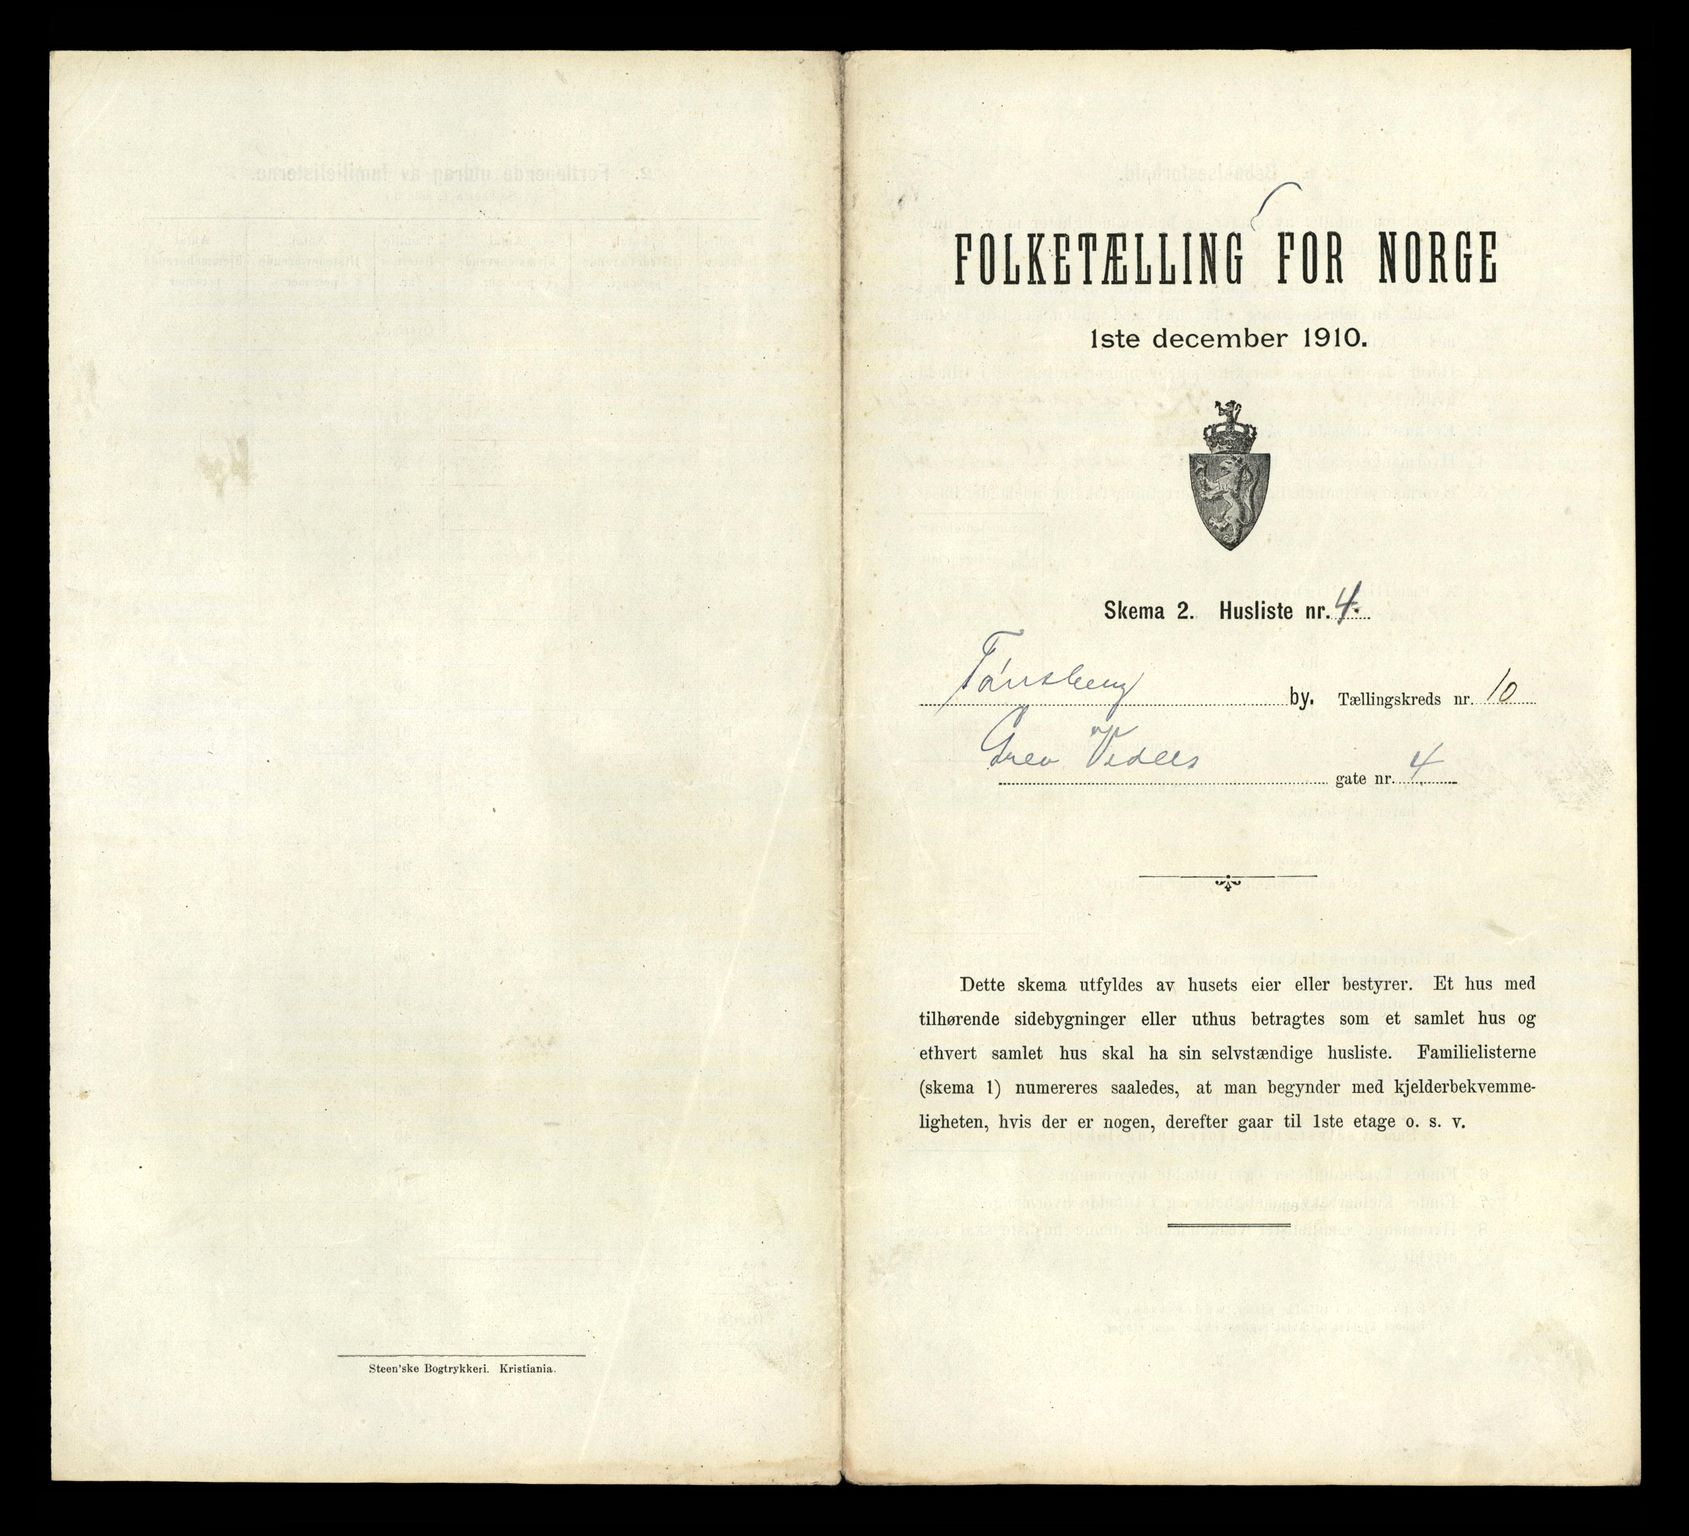 FOLKETÆLLING FOR NORGE
1ste december 1910.
Skema 2. Husliste nr. 4.
Tønsberg by. Tællingskreds nr. 10
Grev Vedels gate nr. 4
Dette skema utfyldes av husets eier eller bestyrer. Et hus med
tilhørende sidebygninger eller uthus betragtes som et samlet hus og
ethvert samlet hus skal ha sin selvstændige husliste. Familielisterne
(skema 1) numereres saaledes, at man begynder med kjelderbekvemme-
ligheten, hvis der er nogen, derefter gaar til 1ste etage o. s. v.
Steen'ske Bogtrykkeri. Kristiania.